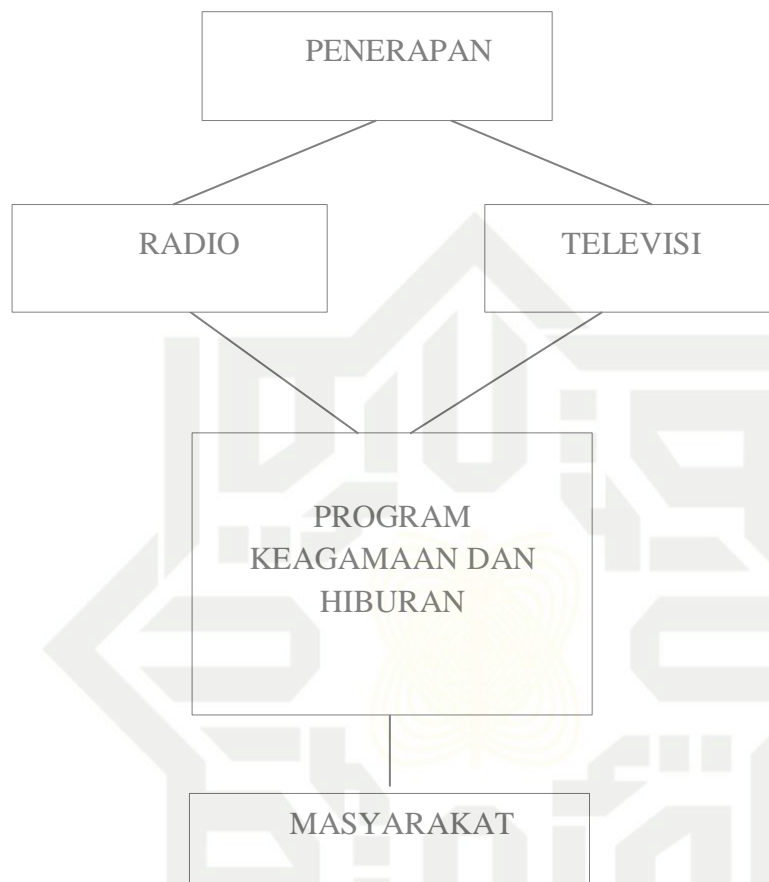 PENERAPAN
RADIO
TELEVISI
PROGRAM
KEAGAMAAN DAN
HIBURAN
MASYARAKAT